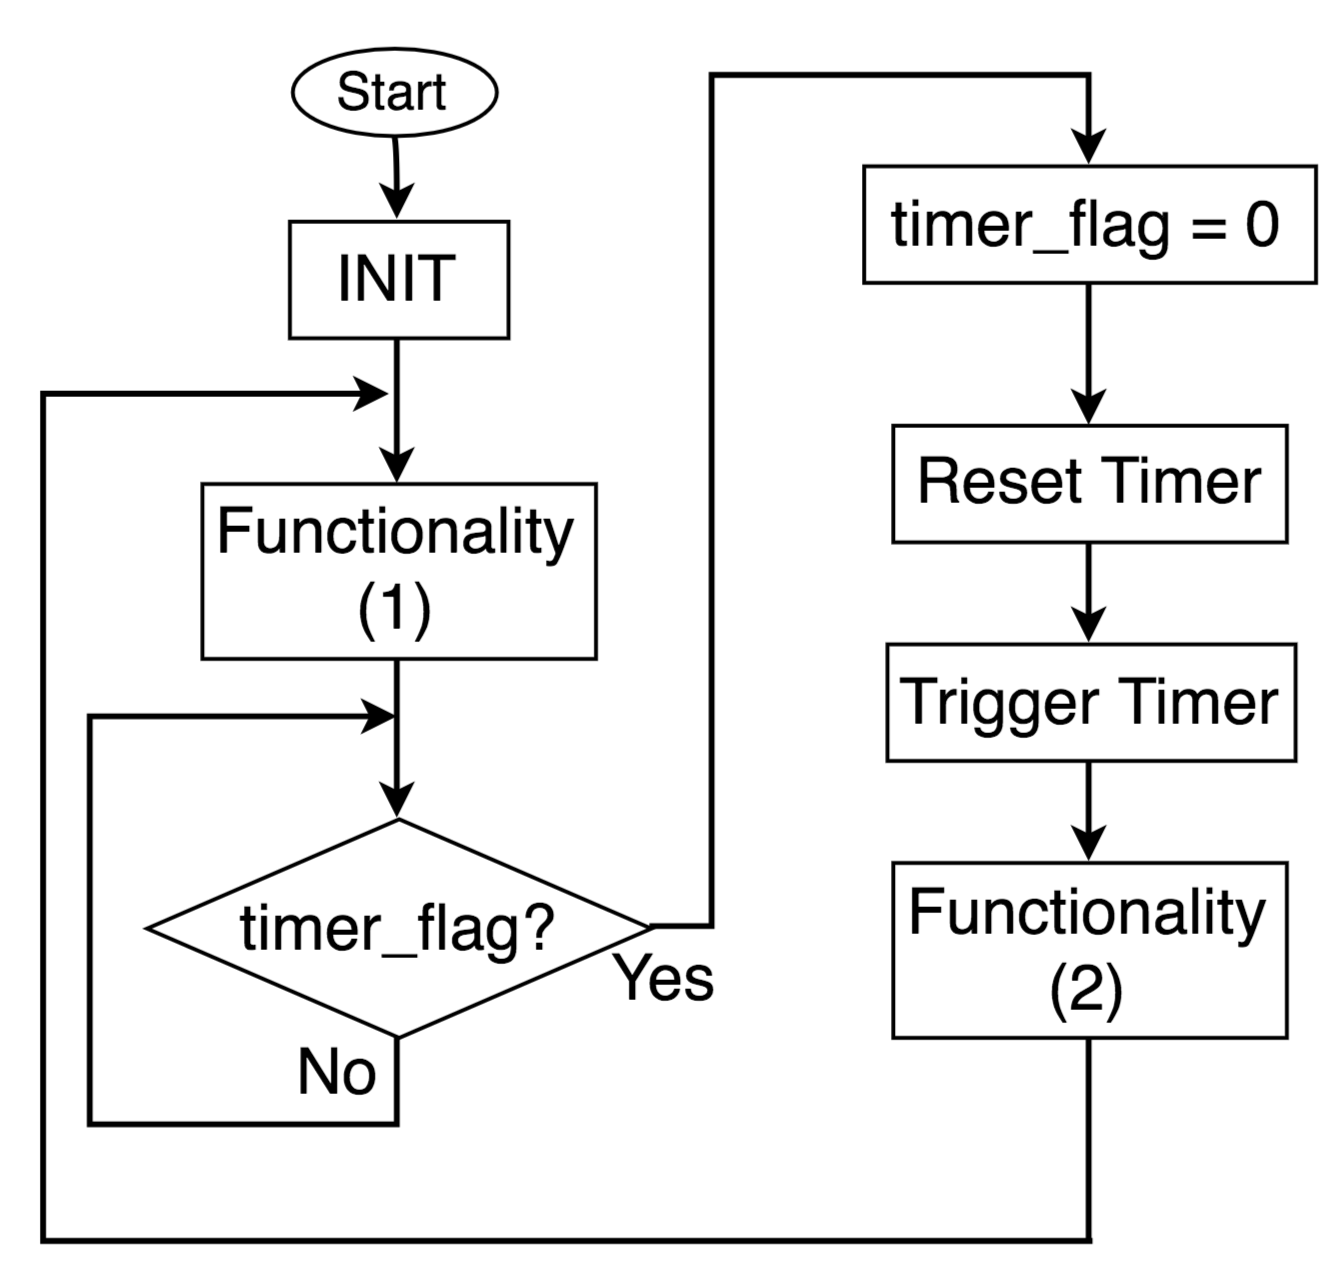 Start
INIT
Functionality
(1)
timer_flag?
Yes
No
timer_flag = 0
Reset Timer
Trigger Timer
Functionality
(2)